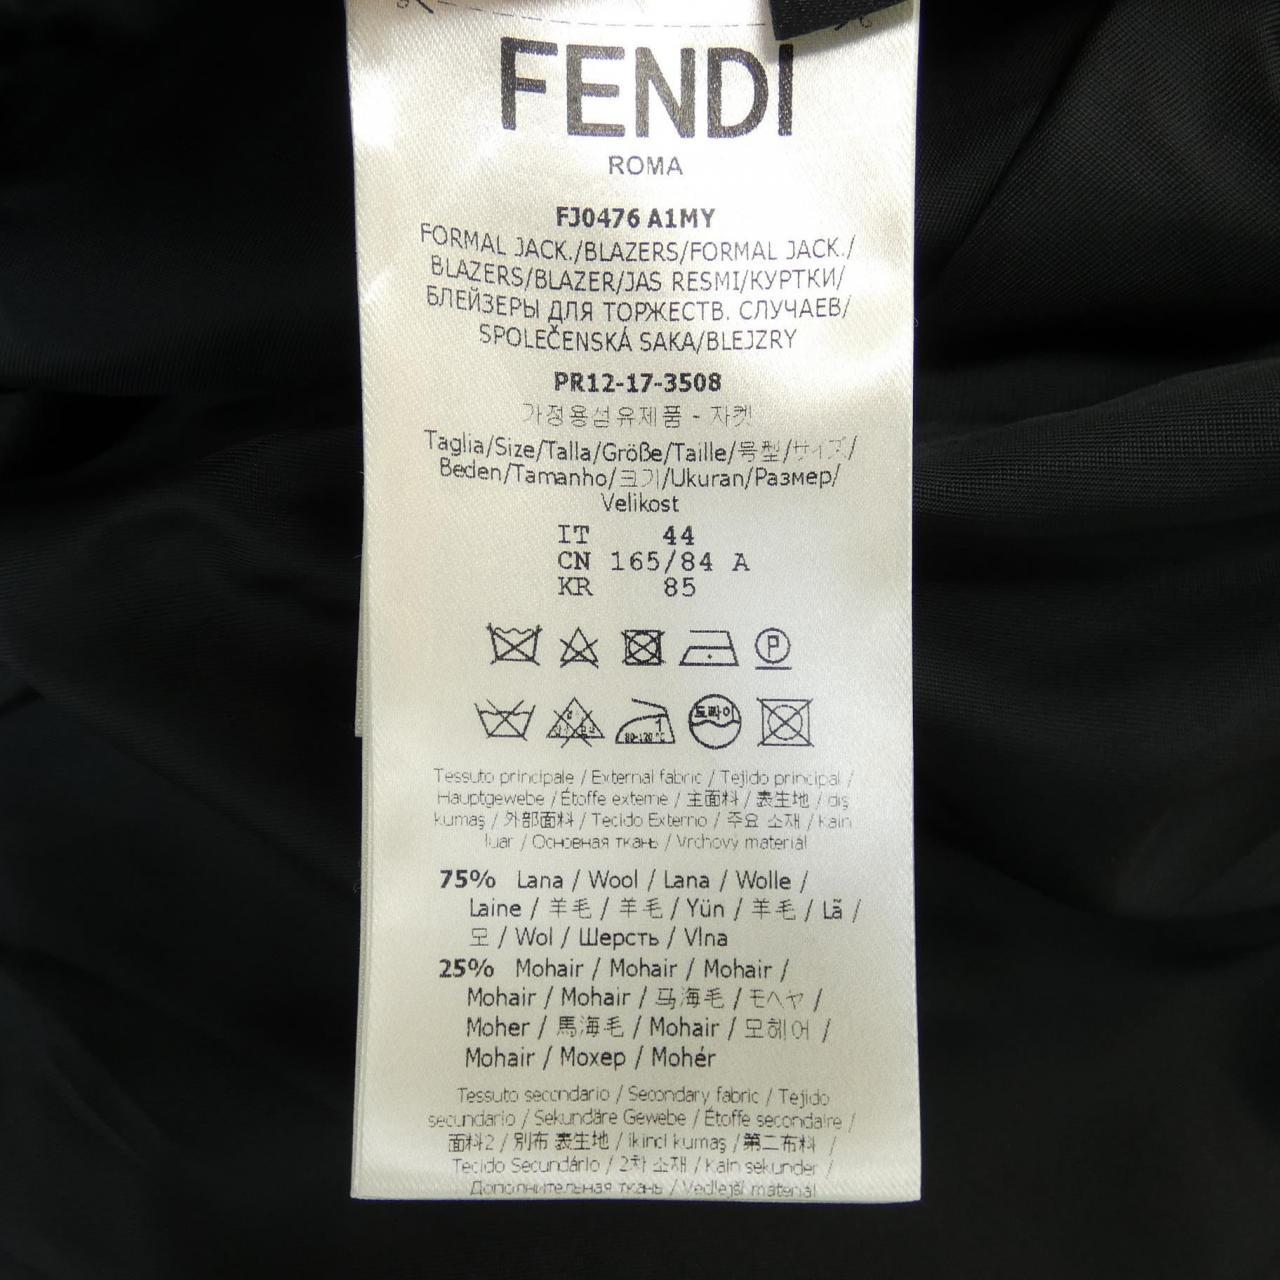 FENDI
ROMA
FJ0476 A1MY
FORMAL JACK./BLAZERS/FORMAL JACK./
BLAZERS/BLAZER/JAS RESMI/КУРТКИ/
БЛЕЙЗЕРЫ ДЛЯ ТОРЖЕСТВ. СЛУЧАЕВ/
SPOLEČENSKÁ SAKA/BLEJZRY
PR12-17-3508
가정용섬유제품 - 자켓
Taglia/Size/Talla/Größe/Taille/号型/サイズ/
Beden/Tamanho/크기/Ukuran/Размер/
Velikost
IT 44
CN 165/84 A
KR 85
P
80-120℃ 드라이
Tessuto principale / External fabric / Tejido principal /
Hauptgewebe / Étoffe externe / 主面料 / 表生地 / dış
kumaş / 外部面料 / Tecido Externo / 주요 소재 / Kain
luar / Основная ткань / Vrchový materiál
75% Lana / Wool / Lana / Wolle /
Laine / 羊毛 / 羊毛 / Yün / 羊毛 / Lã /
모 / Wol / Шерсть / Vlna
25% Mohair / Mohair / Mohair /
Mohair / Mohair / 马海毛 / モヘヤ /
Moher / 馬海毛 / Mohair / 모헤어 /
Mohair / Мохер / Mohér
Tessuto secondario / Secondary fabric / Tejido
secundario / Sekundäre Gewebe / Étoffe secondaire /
面料2 / 別布 表生地 / ikinci kumaş / 第二布料 /
Tecido Secundário / 2차 소재 / Kain sekunder /
Дополнительная ткань / Vedlejší materiál